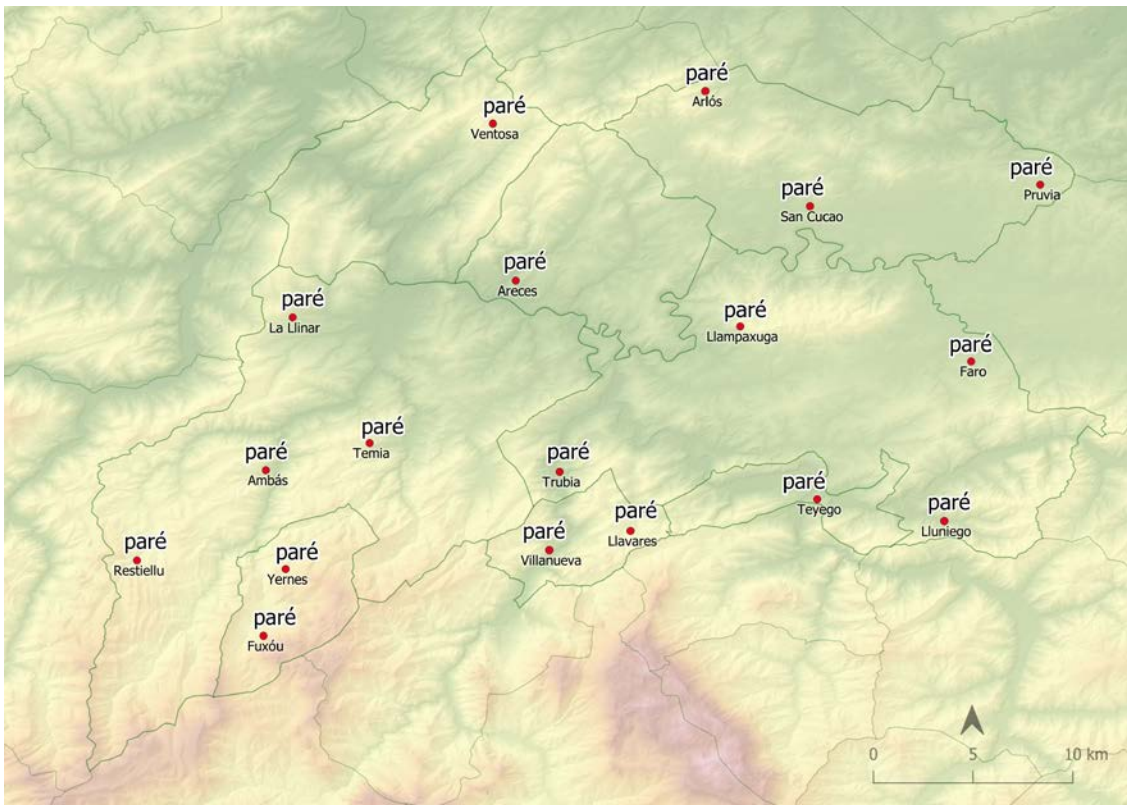 paré
Arlós
paré
Ventosa
paré
Pruvia
paré
San Cucao
paré
Areces
paré
La Llinar
paré
Llampaxuga
paré
Faro
paré
Temia
paré
Ambás
paré
Trubia
paré
Teyego
paré
Lluniego
paré
Llavares
paré
Villanueva
paré
Restiellu
paré
Yernes
paré
Fuxóu
0 5 10 km